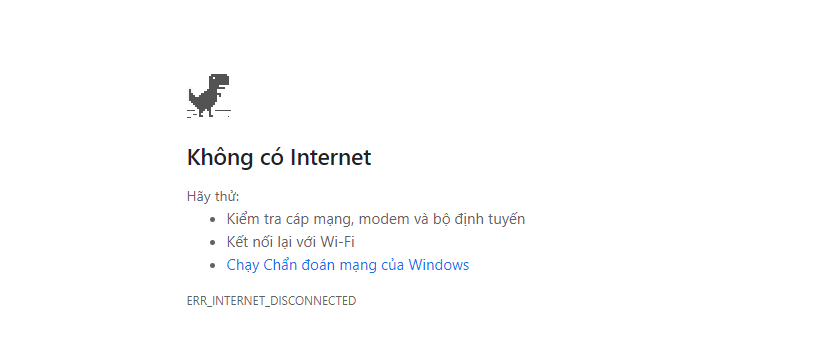 Không có Internet
Hãy thử:
Kiểm tra cáp mạng, modem và bộ định tuyến
Kết nối lại với Wi-Fi
Chạy Chẩn đoán mạng của Windows
ERR_INTERNET_DISCONNECTED